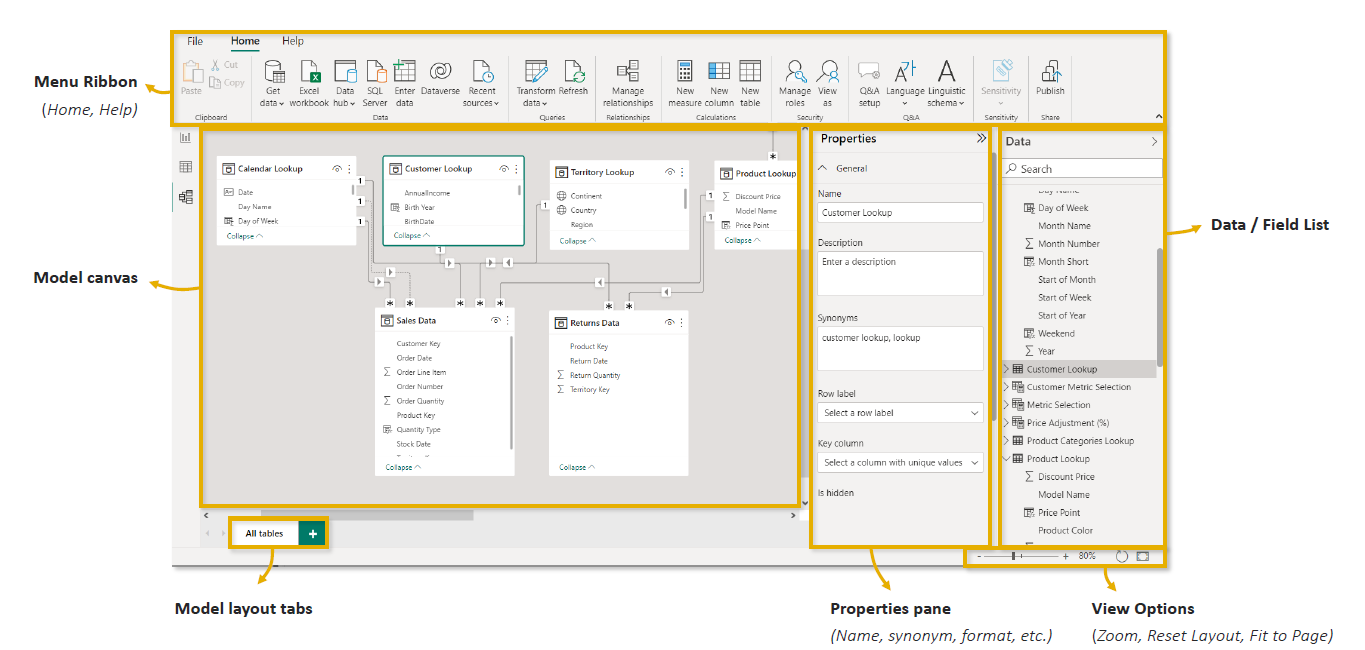 File Home Help
Menu Ribbon
(Home, Help)
Paste
Cut
Copy
Get data
Excel workbook
Data hub
SQL Server
Enter data
Dataverse
Recent sources
Transform data
Refresh
Manage relationships
New measure
New column
New table
Manage roles
View as
Q&A setup
Language
Linguistic schema
Sensitivity
Publish
Clipboard
Data
Queries
Relationships
Calculations
Security
Q&A
Sensitivity
Share
Model canvas
Calendar Lookup
Date
Day Name
Day of Week
Collapse
Customer Lookup
AnnualIncome
Birth Year
BirthDate
Collapse
Territory Lookup
Continent
Country
Region
Collapse
Product Lookup
Discount Price
Model Name
Price Point
Collapse
1
1
1
1
1
1
1
*
* * * * *
* *
Sales Data
Customer Key
Order Date
Order Line Item
Order Number
Order Quantity
Product Key
Quantity Type
Stock Date
Collapse
Returns Data
Product Key
Return Date
Return Quantity
Territory Key
Collapse
All tables
+
Model layout tabs
Properties
General
Name
Customer Lookup
Description
Enter a description
Synonyms
customer lookup, lookup
Row label
Select a row label
Key column
Select a column with unique values
Is hidden
Properties pane
(Name, synonym, format, etc.)
Data
Search
Day Name
Day of Week
Month Name
Month Number
Month Short
Start of Month
Start of Week
Start of Year
Weekend
Year
Customer Lookup
Customer Metric Selection
Metric Selection
Price Adjustment (%)
Product Categories Lookup
Product Lookup
Discount Price
Model Name
Price Point
Product Color
Data / Field List
- + 80%
View Options
(Zoom, Reset Layout, Fit to Page)